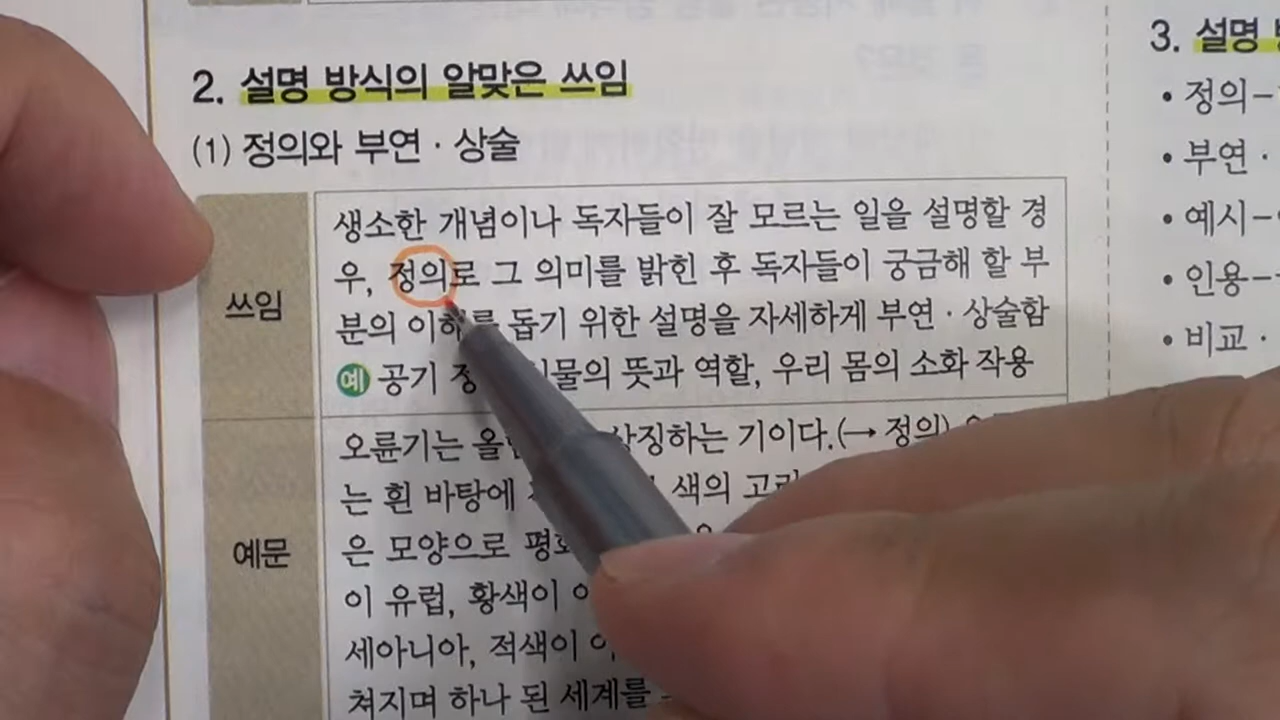 2. 설명 방식의 알맞은 쓰임
(1) 정의와 부연 · 상술
쓰임
생소한 개념이나 독자들이 잘 모르는 일을 설명할 경
우, 정의로 그 의미를 밝힌 후 독자들이 궁금해 할 부
분의 이해를 돕기 위한 설명을 자세하게 부연 · 상술함
예 공기 물의 뜻과 역할, 우리 몸의 소화 작용
예문
오륜기는 상징하는 기이다.(→ 정의)
는 흰 바탕에 색의
은 모양으로
이 유럽, 황색이
세아니아, 적색이
쳐지며 하나 된 세계를
3. 설명
• 정의–
• 부연 ·
• 예시–
• 인용–
• 비교 ·